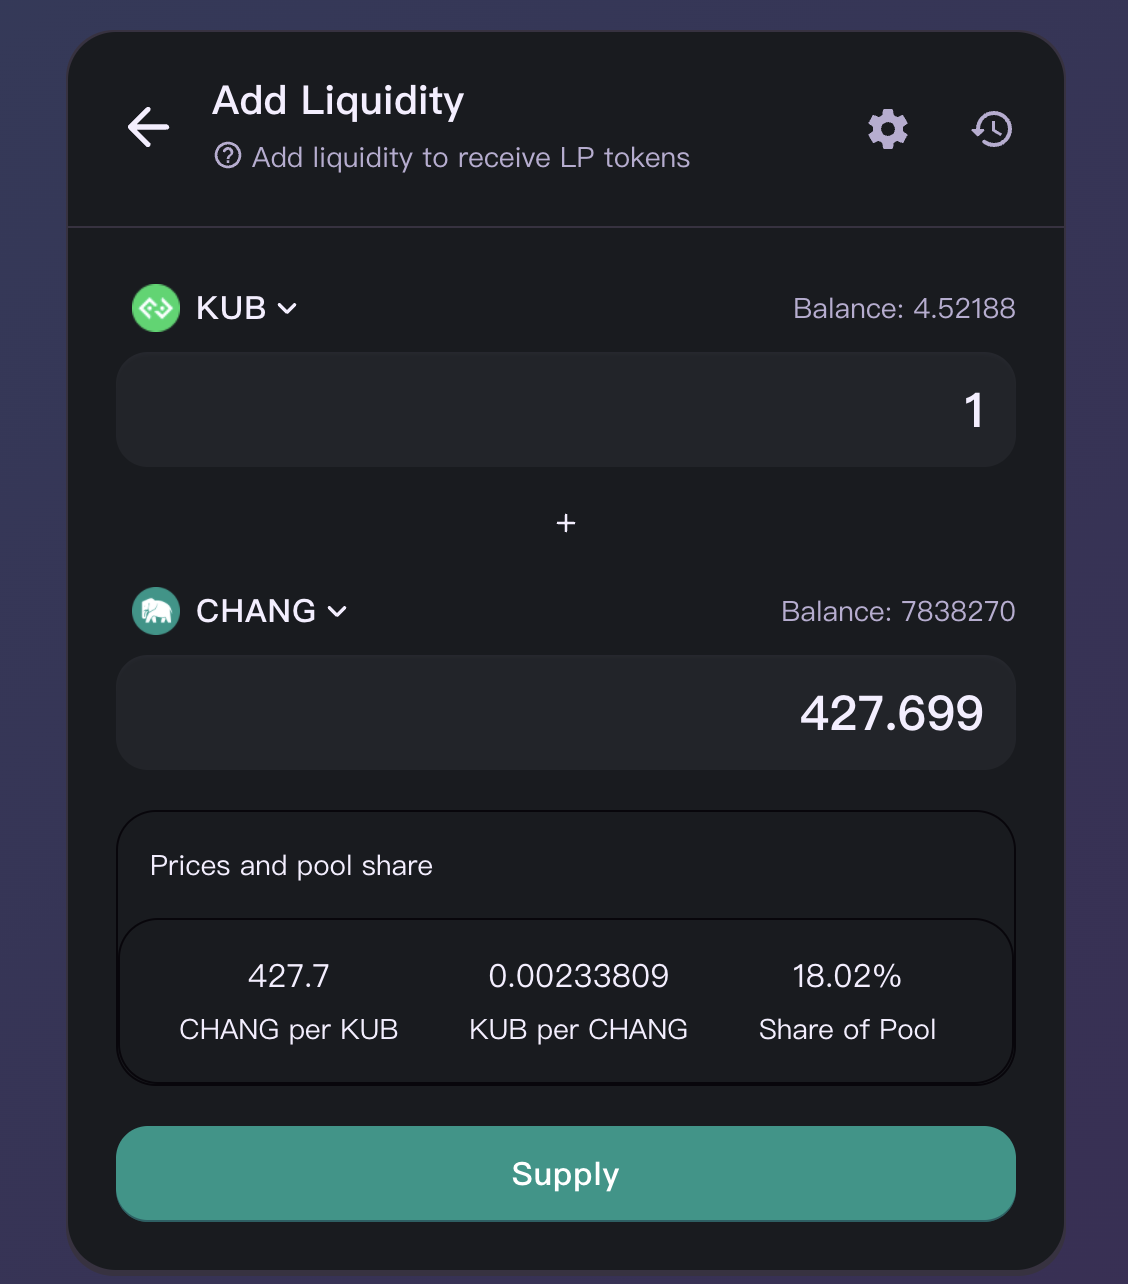 Add Liquidity
Add liquidity to receive LP tokens
KUB
Balance: 4.52188
1
+
CHANG
Balance: 7838270
427.699
Prices and pool share
427.7 0.00233809 18.02%
CHANG per KUB KUB per CHANG Share of Pool
Supply